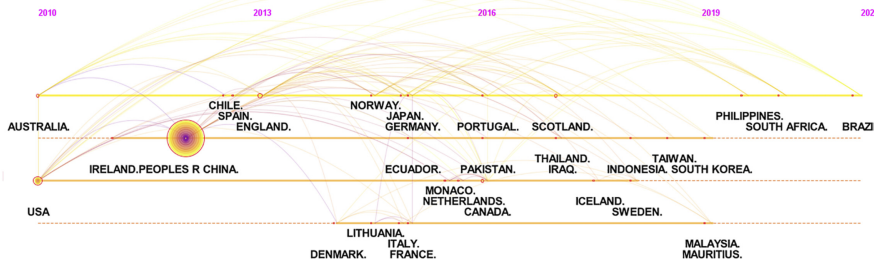 2010 2013 2016 2019 202
CHILE. NORWAY.
SPAIN. JAPAN. PHILIPPINES.
AUSTRALIA. ENGLAND. GERMANY. PORTUGAL. SCOTLAND. SOUTH AFRICA. BRAZI
THAILAND. TAIWAN.
IRELAND.PEOPLES R CHINA. ECUADOR. PAKISTAN. IRAQ. INDONESIA. SOUTH KOREA.
MONACO.
NETHERLANDS. ICELAND.
USA CANADA. SWEDEN.
LITHUANIA.
ITALY. MALAYSIA.
DENMARK. FRANCE. MAURITIUS.